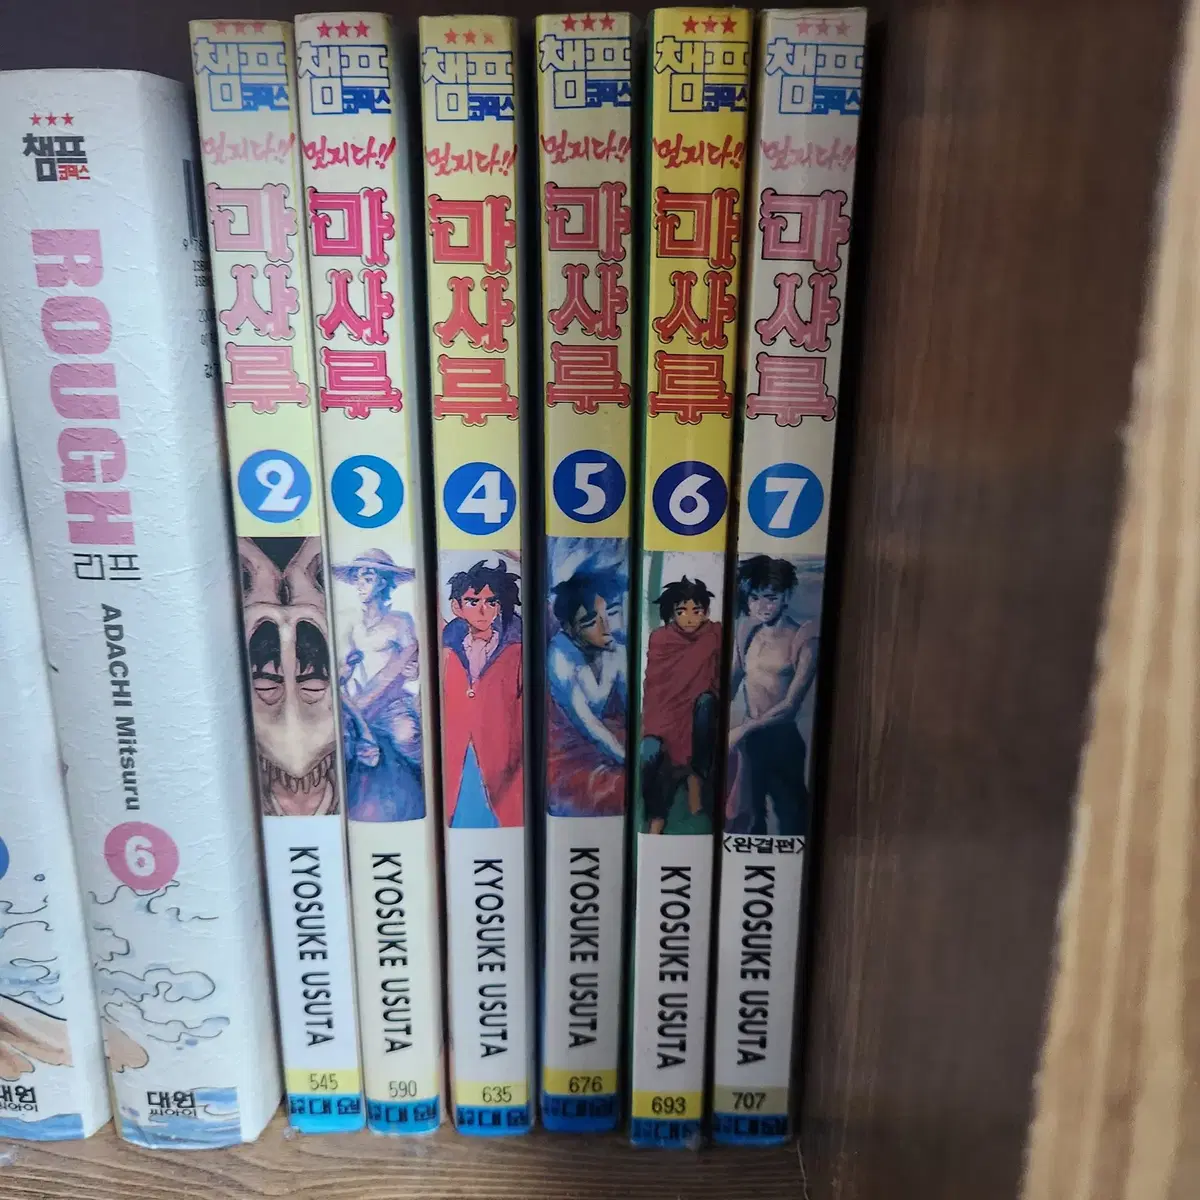 챔프
코믹스
ROUGH
러프
ADACHI Mitsuru
6
대원
씨아이
대원
씨아이
챔프
코믹스
멋지다!!
마사루
2
KYOSUKE USUTA
545
챔프
코믹스
멋지다!!
마사루
3
KYOSUKE USUTA
590
챔프
코믹스
멋지다!!
마사루
4
KYOSUKE USUTA
635
챔프
코믹스
멋지다!!
마사루
5
KYOSUKE USUTA
676
챔프
코믹스
멋지다!!
마사루
6
KYOSUKE USUTA
693
챔프
코믹스
멋지다!!
마사루
7
<완결편>
KYOSUKE USUTA
707